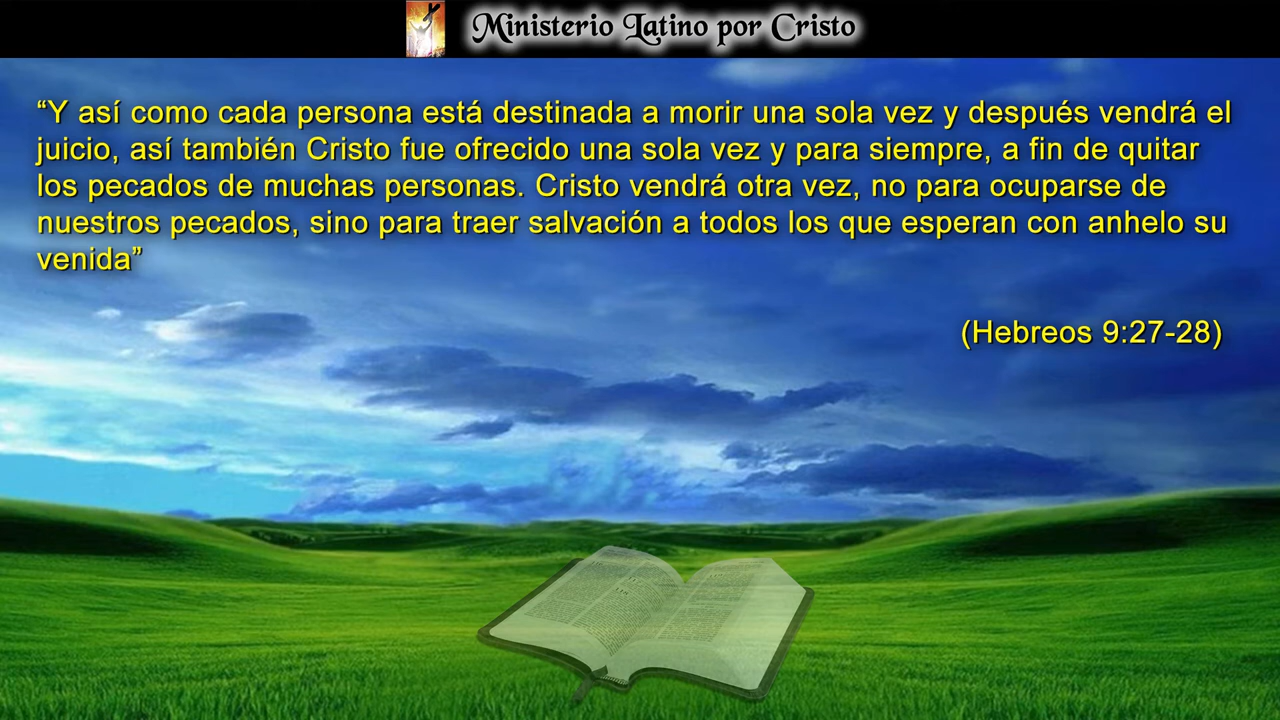 Ministerio Latino por Cristo
“Y así como cada persona está destinada a morir una sola vez y después vendrá el
juicio, así también Cristo fue ofrecido una sola vez y para siempre, a fin de quitar
los pecados de muchas personas. Cristo vendrá otra vez, no para ocuparse de
nuestros pecados, sino para traer salvación a todos los que esperan con anhelo su
venida”
(Hebreos 9:27-28)